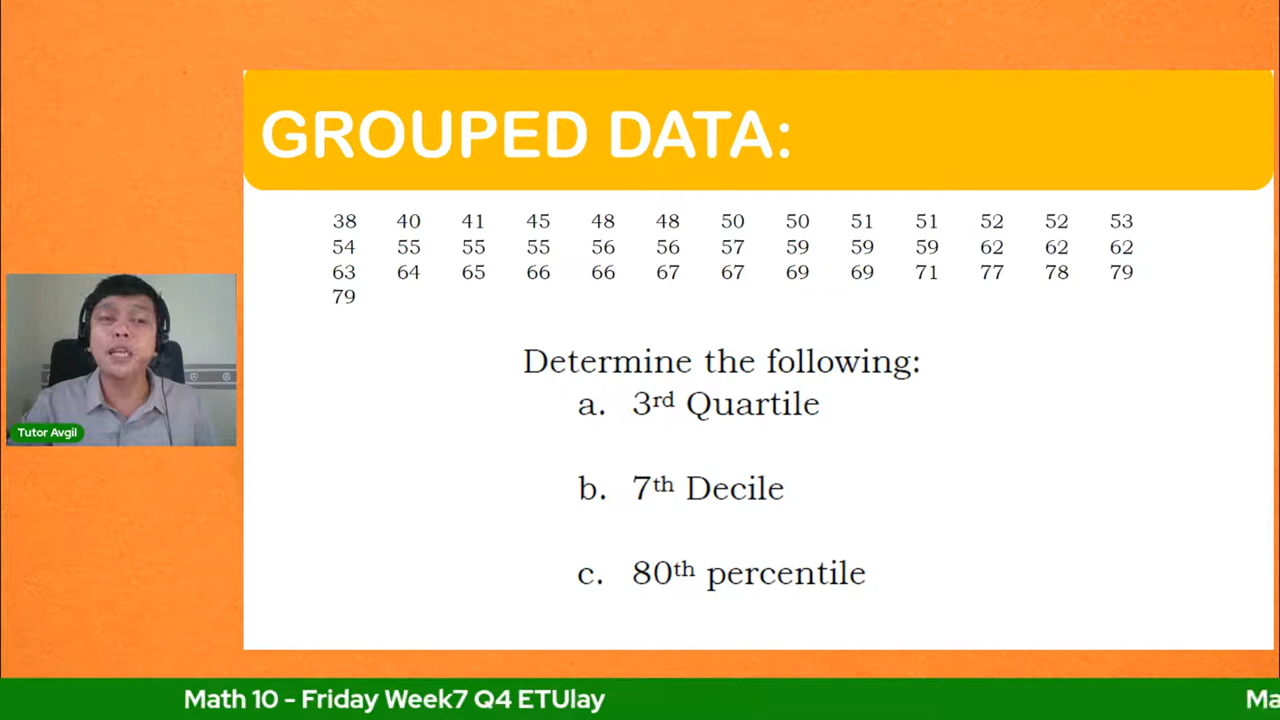 GROUPED DATA:
38 40 41 45 48 48 50 50 51 51 52 52 53
54 55 55 55 56 56 57 59 59 59 62 62 62
63 64 65 66 66 67 67 69 69 71 77 78 79
79
Determine the following:
a. 3rd Quartile
b. 7th Decile
c. 80th percentile
Tutor Avgil
Math 10 - Friday Week7 Q4 ETUlay
Ma